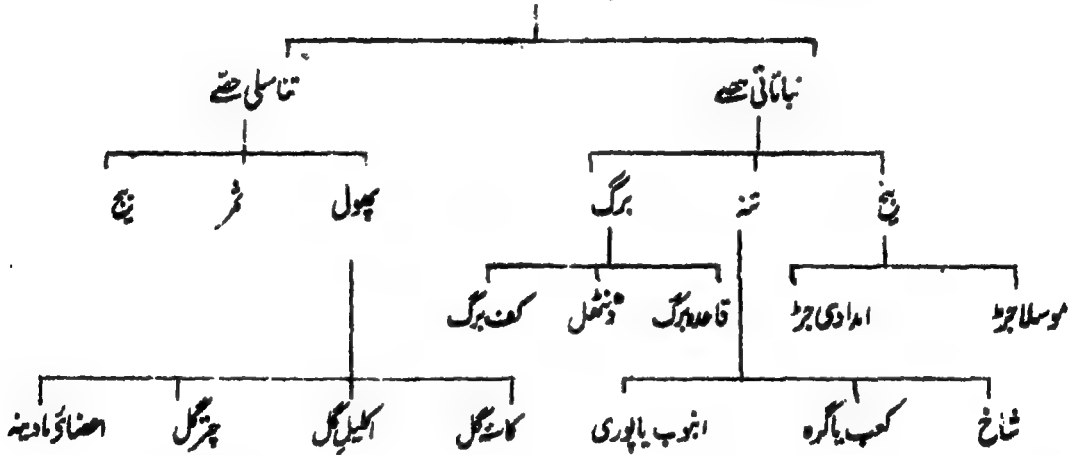 نباتاتی حصے تناسلی حصے
بیخ تنہ برگ پھول ثمر بیج
موسلا جڑ امدادی جڑ قاعدہ برگ ڈنٹھل کف برگ
شاخ کعب یا گرہ انبوب یا پوری کاسۂ گل اکلیل گل چتر گل اعضائے مادینہ